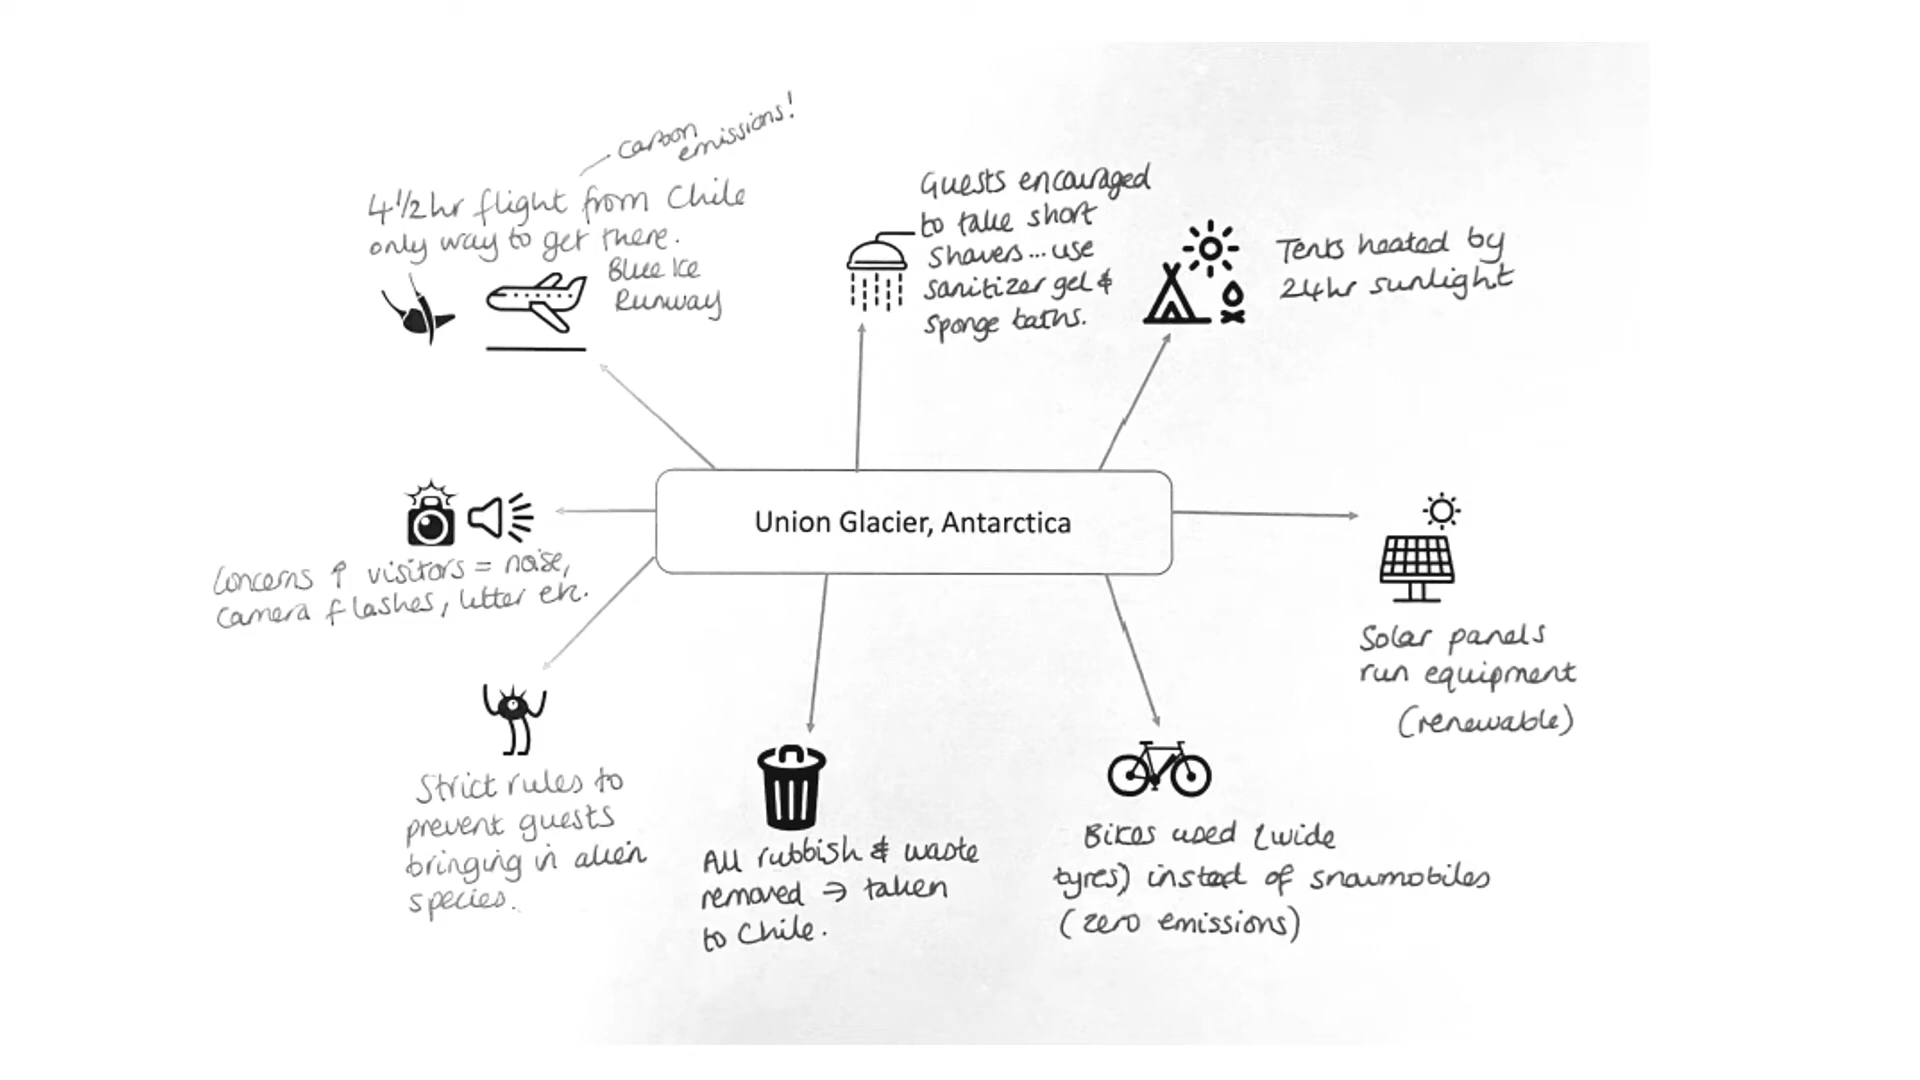 carbon
emissions!
4½hr flight from Chile
only way to get there.
Blue Ice
Runway
Guests encouraged
to take short
showers... use
sanitizer gel &
sponge baths.
Tents heated by
24hr sunlight
Union Glacier, Antarctica
Concerns ↑ visitors = noise,
camera flashes, litter etc.
Solar panels
run equipment
(renewable)
Strict rules to
prevent guests
bringing in alien
species.
All rubbish & waste
removed → taken
to Chile.
Bikes used (wide
tyres) instead of snowmobiles
(zero emissions)